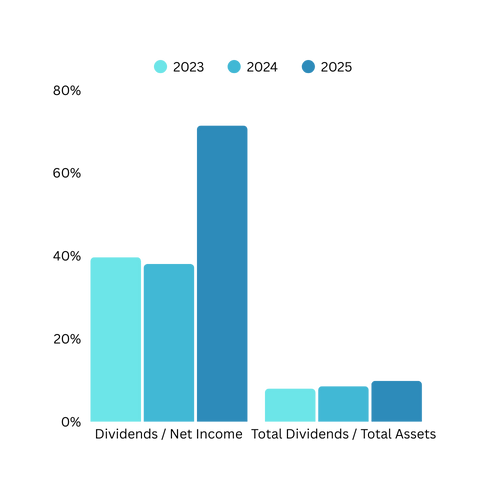 2023 2024 2025
80%
60%
40%
20%
0%
Dividends / Net Income Total Dividends / Total Assets